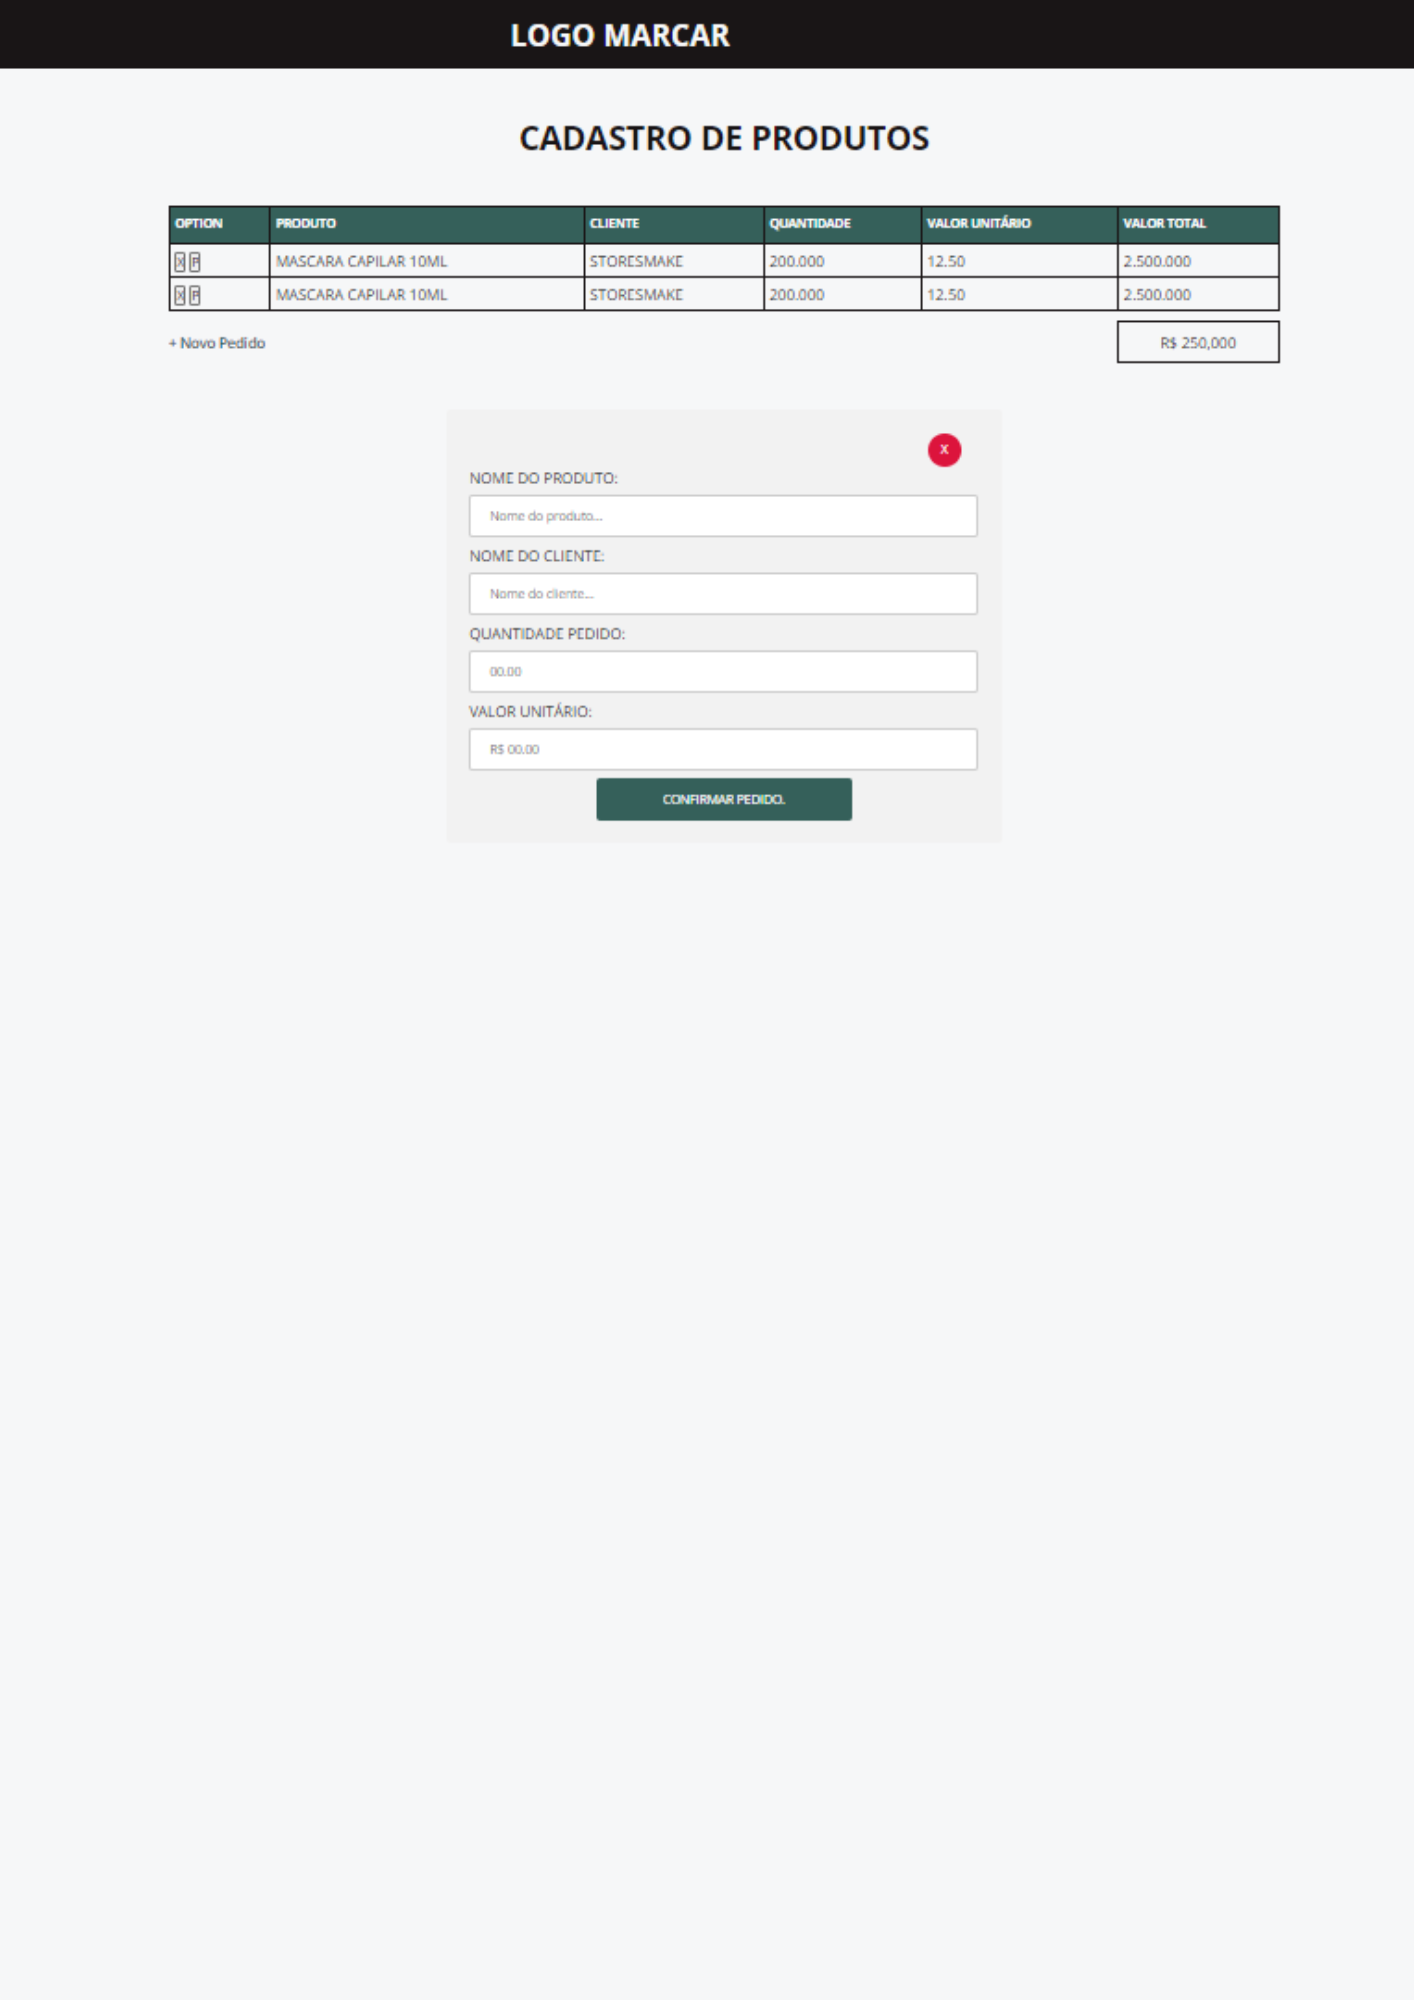 LOGO MARCAR
CADASTRO DE PRODUTOS
OPTION PRODUTO CLIENTE QUANTIDADE VALOR UNITÁRIO VALOR TOTAL
X P MASCARA CAPILAR 10ML STORESMAKE 200.000 12.50 2.500.000
X P MASCARA CAPILAR 10ML STORESMAKE 200.000 12.50 2.500.000
+ Novo Pedido R$ 250,000
X
NOME DO PRODUTO:
Nome do produto...
NOME DO CLIENTE:
Nome do cliente...
QUANTIDADE PEDIDO:
00.00
VALOR UNITÁRIO:
R$ 00.00
CONFIRMAR PEDIDO.